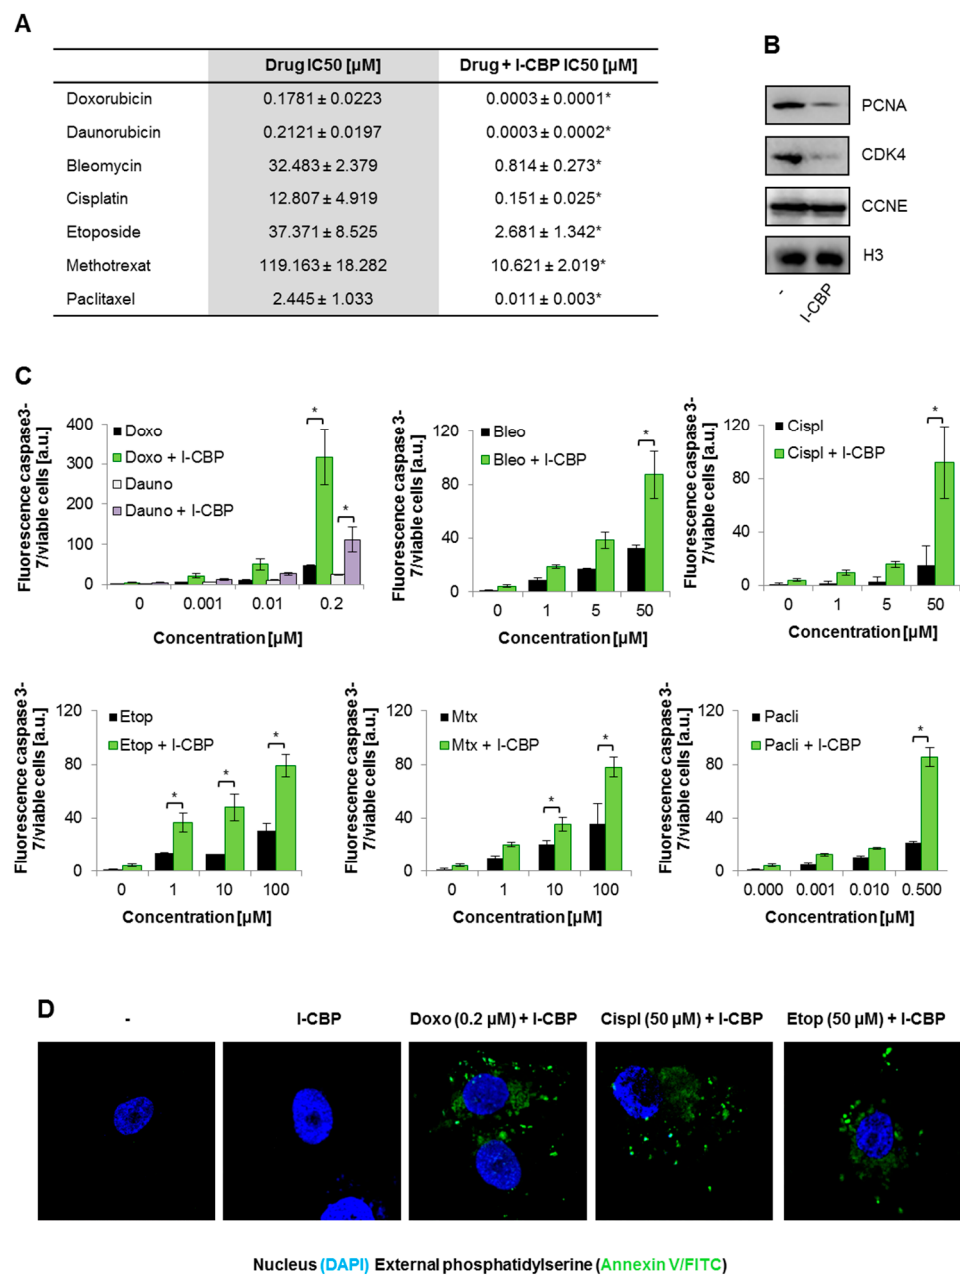 A
Drug IC50 [µM] Drug + I-CBP IC50 [µM]
Doxorubicin 0.1781 ± 0.0223 0.0003 ± 0.0001*
Daunorubicin 0.2121 ± 0.0197 0.0003 ± 0.0002*
Bleomycin 32.483 ± 2.379 0.814 ± 0.273*
Cisplatin 12.807 ± 4.919 0.151 ± 0.025*
Etoposide 37.371 ± 8.525 2.681 ± 1.342*
Methotrexat 119.163 ± 18.282 10.621 ± 2.019*
Paclitaxel 2.445 ± 1.033 0.011 ± 0.003*
B
PCNA
CDK4
CCNE
H3
- I-CBP
C
Fluorescence caspase3-
7/viable cells [a.u.]
400
300
200
100
0
Doxo
Doxo + I-CBP
Dauno
Dauno + I-CBP
*
*
0 0.001 0.01 0.2
Concentration [µM]
Fluorescence caspase 3-
7/viable cells [a.u.]
120
80
40
0
Bleo
Bleo + I-CBP
*
0 1 5 50
Concentration [µM]
Fluorescence caspase 3-
7/viable cells [a.u.]
120
80
40
0
Cispl
Cispl + I-CBP
*
0 1 5 50
Concentration [µM]
Fluorescence caspase 3-
7/viable cells [a.u.]
120
80
40
0
Etop
Etop + I-CBP
*
*
*
0 1 10 100
Concentration [µM]
Fluorescence caspase 3-
7/viable cells [a.u.]
120
80
40
0
Mtx
Mtx + I-CBP
*
*
0 1 10 100
Concentration [µM]
Fluorescence caspase 3-
7/viable cells [a.u.]
120
80
40
0
Pacli
Pacli + I-CBP
*
0.000 0.001 0.010 0.500
Concentration [µM]
D
- I-CBP Doxo (0.2 µM) + I-CBP Cispl (50 µM) + I-CBP Etop (50 µM) + I-CBP
Nucleus (DAPI) External phosphatidylserine (Annexin V/FITC)